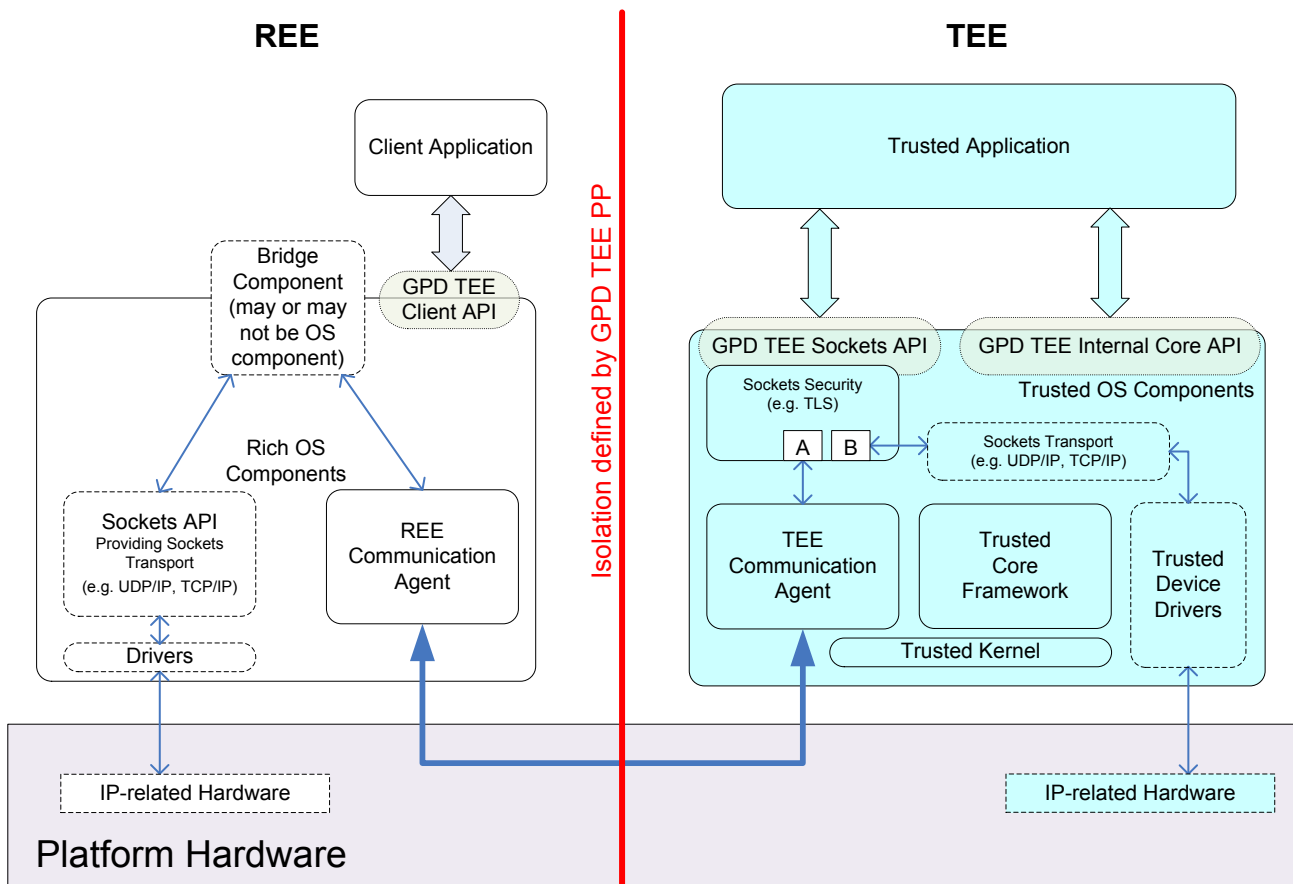 REE
TEE
Client Application
Trusted Application
Isolation defined by GPD TEE PP
Bridge
Component
(may or may
not be OS
component)
GPD TEE
Client API
GPD TEE Sockets API
GPD TEE Internal Core API
Sockets Security
(e.g. TLS)
Trusted OS Components
A
B
Sockets Transport
(e.g. UDP/IP, TCP/IP)
Rich OS
Components
Sockets API
Providing Sockets
Transport
(e.g. UDP/IP, TCP/IP)
REE
Communication
Agent
TEE
Communication
Agent
Trusted
Core
Framework
Trusted
Device
Drivers
Drivers
Trusted Kernel
IP-related Hardware
IP-related Hardware
Platform Hardware